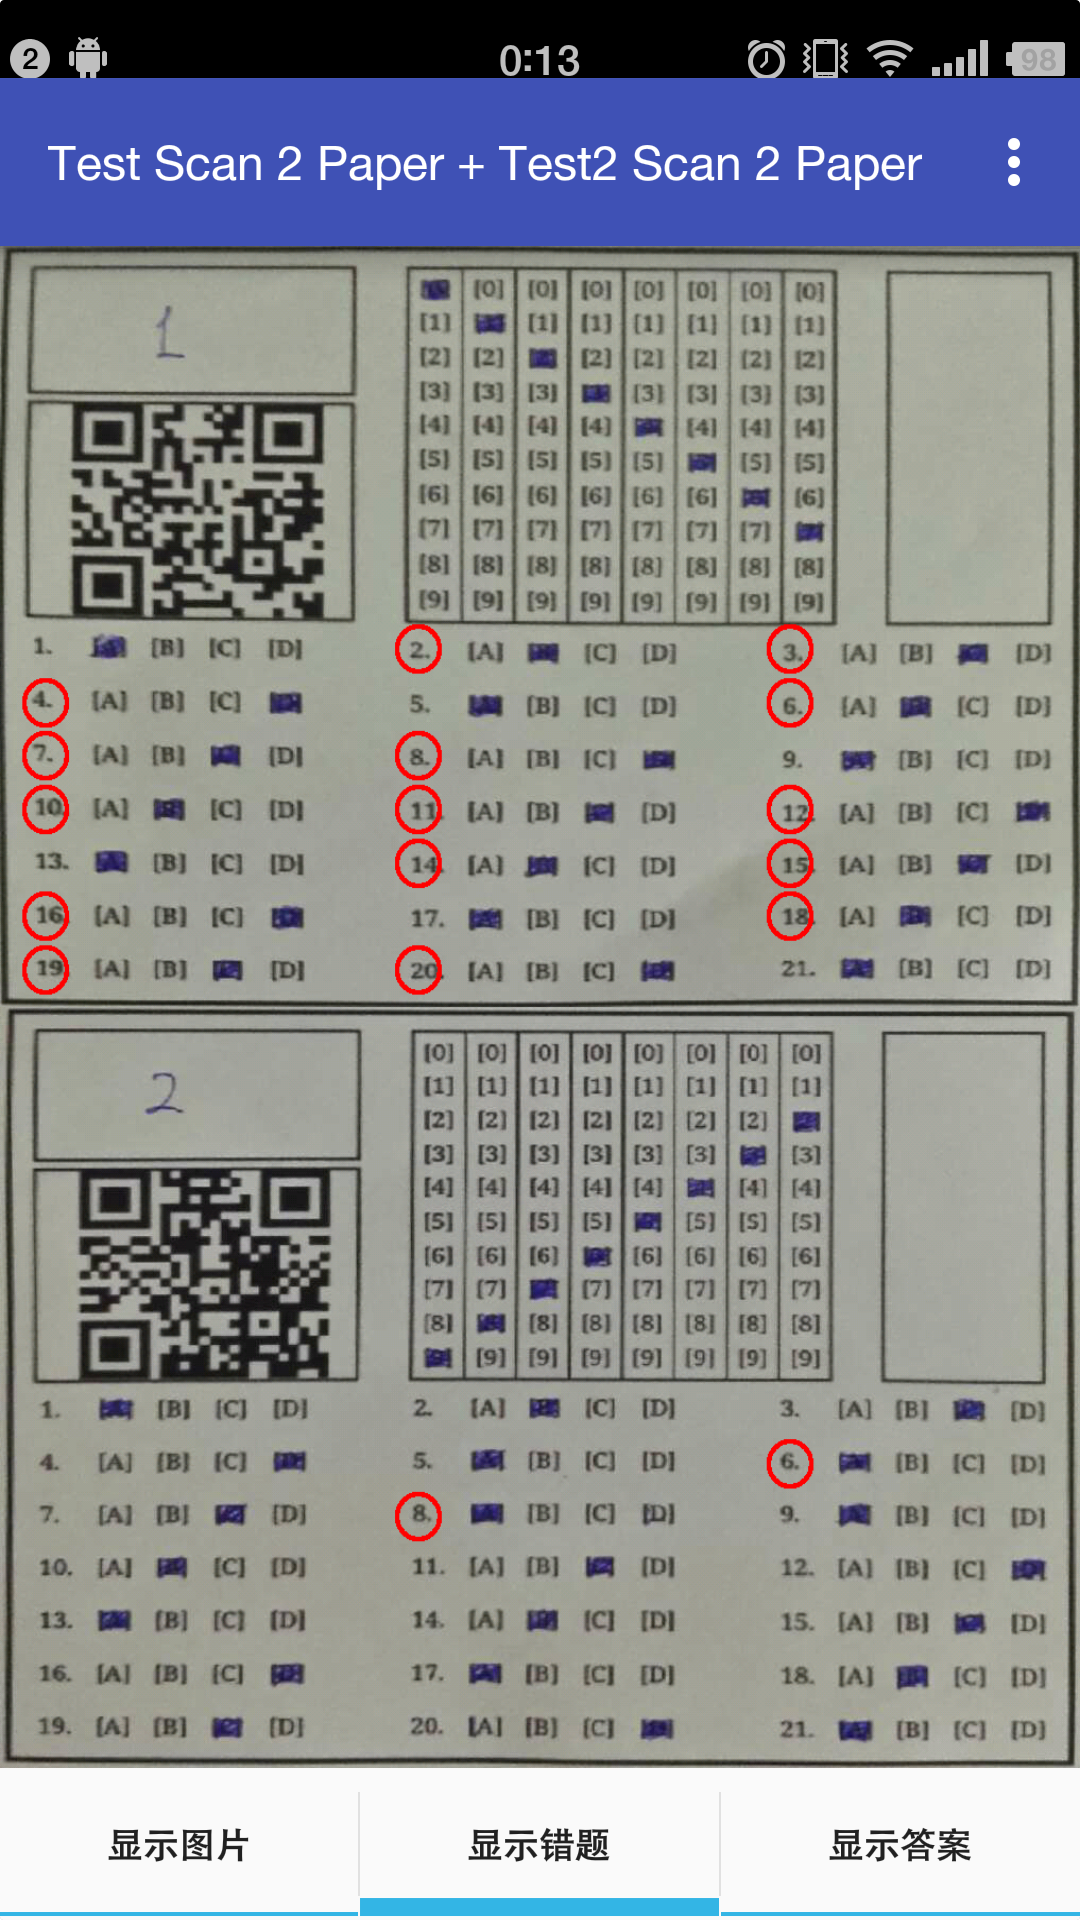 2 0:13 98
Test Scan 2 Paper + Test2 Scan 2 Paper
1
[0] [0] [0] [0] [0] [0] [0]
[1] [1] [1] [1] [1] [1] [1]
[2] [2] [2] [2] [2] [2] [2]
[3] [3] [3] [3] [3] [3] [3]
[4] [4] [4] [4] [4] [4] [4]
[5] [5] [5] [5] [5] [5] [5]
[6] [6] [6] [6] [6] [6] [6]
[7] [7] [7] [7] [7] [7] [7]
[8] [8] [8] [8] [8] [8] [8] [8]
[9] [9] [9] [9] [9] [9] [9] [9]
1. [B] [C] [D] 2. [A] [C] [D] 3. [A] [B] [D]
4. [A] [B] [C] 5. [B] [C] [D] 6. [A] [C] [D]
7. [A] [B] [D] 8. [A] [B] [C] 9. [B] [C] [D]
10. [A] [C] [D] 11. [A] [B] [D] 12. [A] [B] [C]
13. [B] [C] [D] 14. [A] [C] [D] 15. [A] [B] [D]
16. [A] [B] [C] 17. [B] [C] [D] 18. [A] [C] [D]
19. [A] [B] [D] 20. [A] [B] [C] 21. [B] [C] [D]
2
[0] [0] [0] [0] [0] [0] [0] [0]
[1] [1] [1] [1] [1] [1] [1] [1]
[2] [2] [2] [2] [2] [2] [2]
[3] [3] [3] [3] [3] [3] [3]
[4] [4] [4] [4] [4] [4] [4]
[5] [5] [5] [5] [5] [5] [5]
[6] [6] [6] [6] [6] [6] [6]
[7] [7] [7] [7] [7] [7] [7]
[8] [8] [8] [8] [8] [8] [8]
[9] [9] [9] [9] [9] [9] [9]
1. [B] [C] [D] 2. [A] [C] [D] 3. [A] [B] [D]
4. [A] [B] [C] 5. [B] [C] [D] 6. [B] [C] [D]
7. [A] [B] [D] 8. [B] [C] [D] 9. [B] [C] [D]
10. [A] [C] [D] 11. [A] [B] [D] 12. [A] [B] [C]
13. [B] [C] [D] 14. [A] [C] [D] 15. [A] [B] [D]
16. [A] [B] [C] 17. [B] [C] [D] 18. [A] [C] [D]
19. [A] [B] [D] 20. [A] [B] [C] 21. [B] [C] [D]
显示图片 显示错题 显示答案